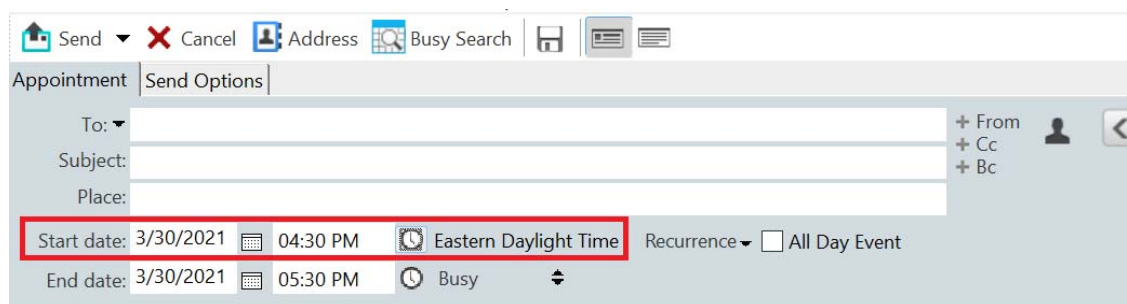 Send Cancel Address Busy Search
Appointment Send Options
To: + From
+ Cc
Subject: + Bc
Place:
Start date: 3/30/2021 04:30 PM Eastern Daylight Time Recurrence All Day Event
End date: 3/30/2021 05:30 PM Busy